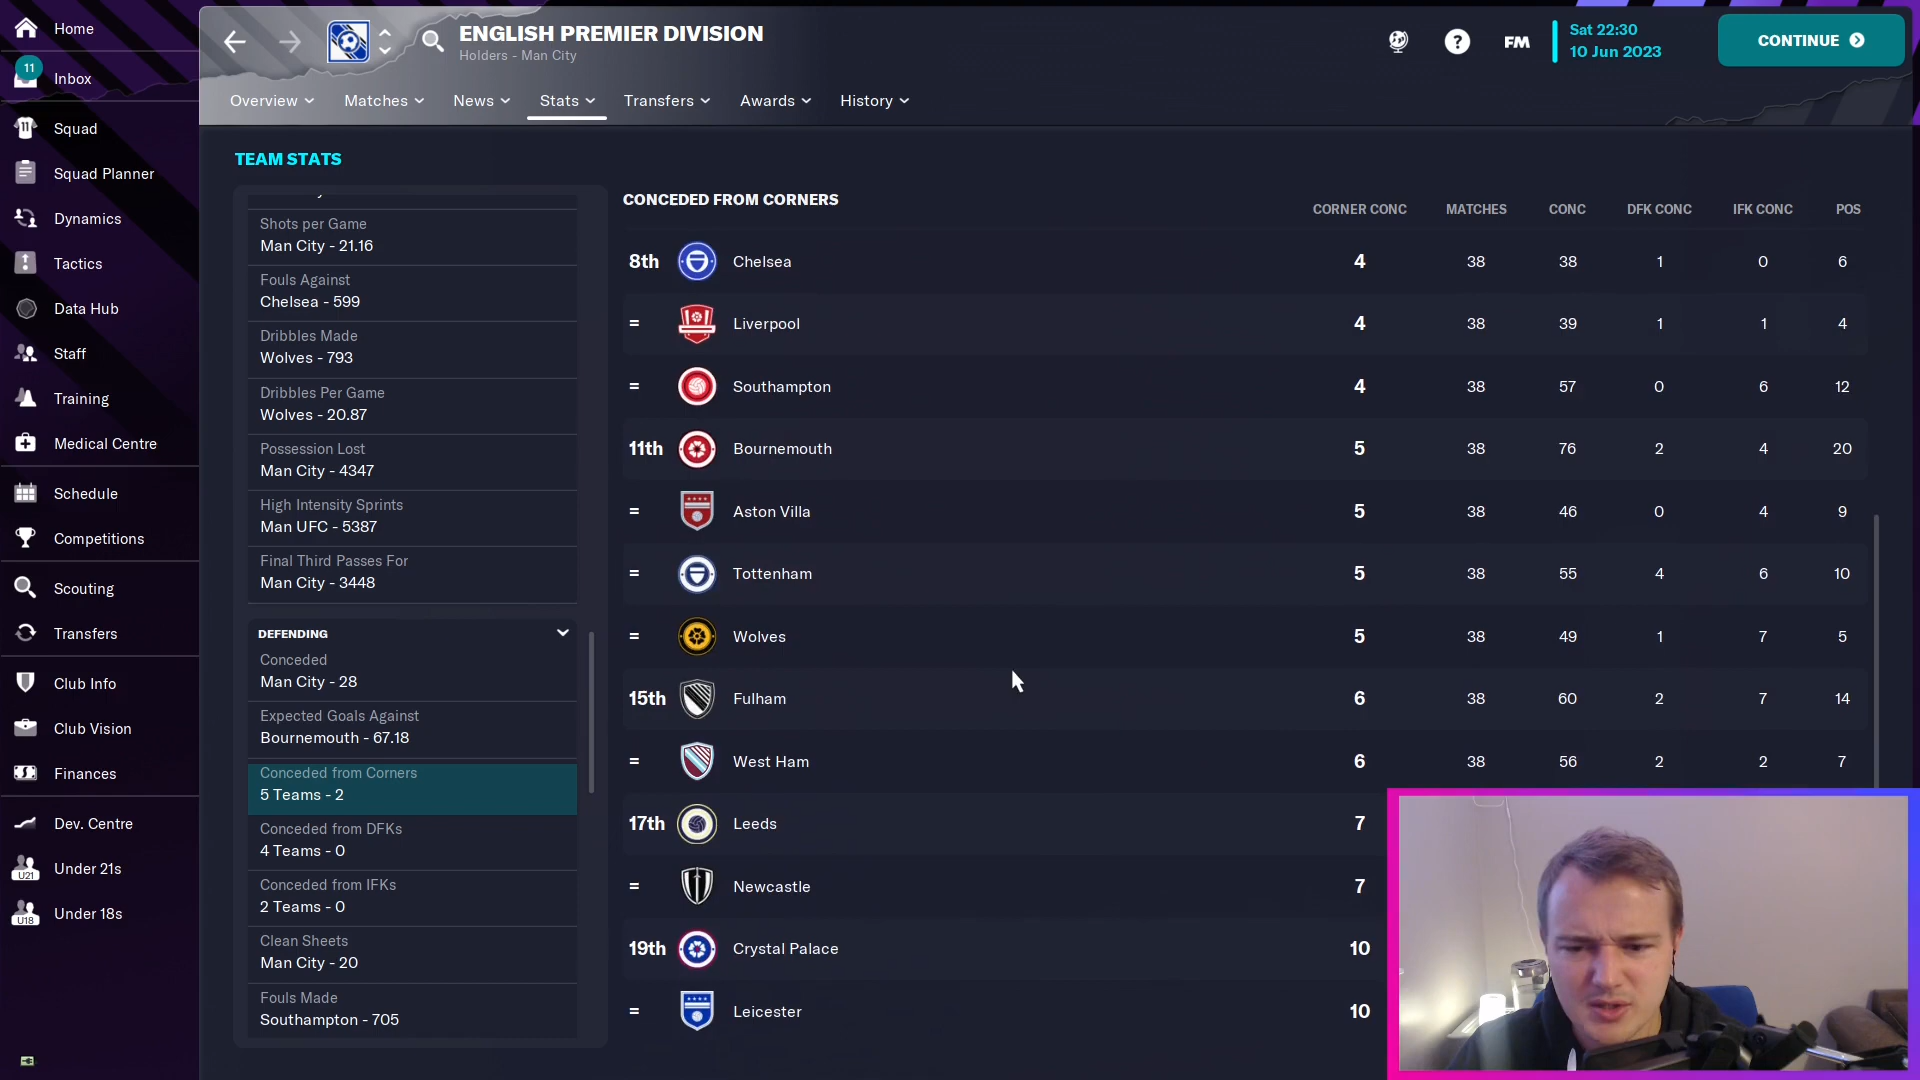 Home
11
Inbox
Squad
Squad Planner
Dynamics
Tactics
Data Hub
Staff
Training
Medical Centre
Schedule
Competitions
Scouting
Transfers
Club Info
Club Vision
Finances
Dev. Centre
U21
Under 21s
U18
Under 18s
ENGLISH PREMIER DIVISION
Holders - Man City
?
FM
Sat 22:30
10 Jun 2023
CONTINUE
Overview
Matches
News
Stats
Transfers
Awards
History
TEAM STATS
Shots per Game
Man City - 21.16
Fouls Against
Chelsea - 599
Dribbles Made
Wolves - 793
Dribbles Per Game
Wolves - 20.87
Possession Lost
Man City - 4347
High Intensity Sprints
Man UFC - 5387
Final Third Passes For
Man City - 3448
DEFENDING
Conceded
Man City - 28
Expected Goals Against
Bournemouth - 67.18
Conceded from Corners
5 Teams - 2
Conceded from DFKs
4 Teams - 0
Conceded from IFKs
2 Teams - 0
Clean Sheets
Man City - 20
Fouls Made
Southampton - 705
CONCEDED FROM CORNERS
CORNER CONC MATCHES CONC DFK CONC IFK CONC POS
8th Chelsea 4 38 38 1 0 6
= Liverpool 4 38 39 1 1 4
= Southampton 4 38 57 0 6 12
11th Bournemouth 5 38 76 2 4 20
= Aston Villa 5 38 46 0 4 9
= Tottenham 5 38 55 4 6 10
= Wolves 5 38 49 1 7 5
15th Fulham 6 38 60 2 7 14
= West Ham 6 38 56 2 2 7
17th Leeds 7
= Newcastle 7
19th Crystal Palace 10
= Leicester 10